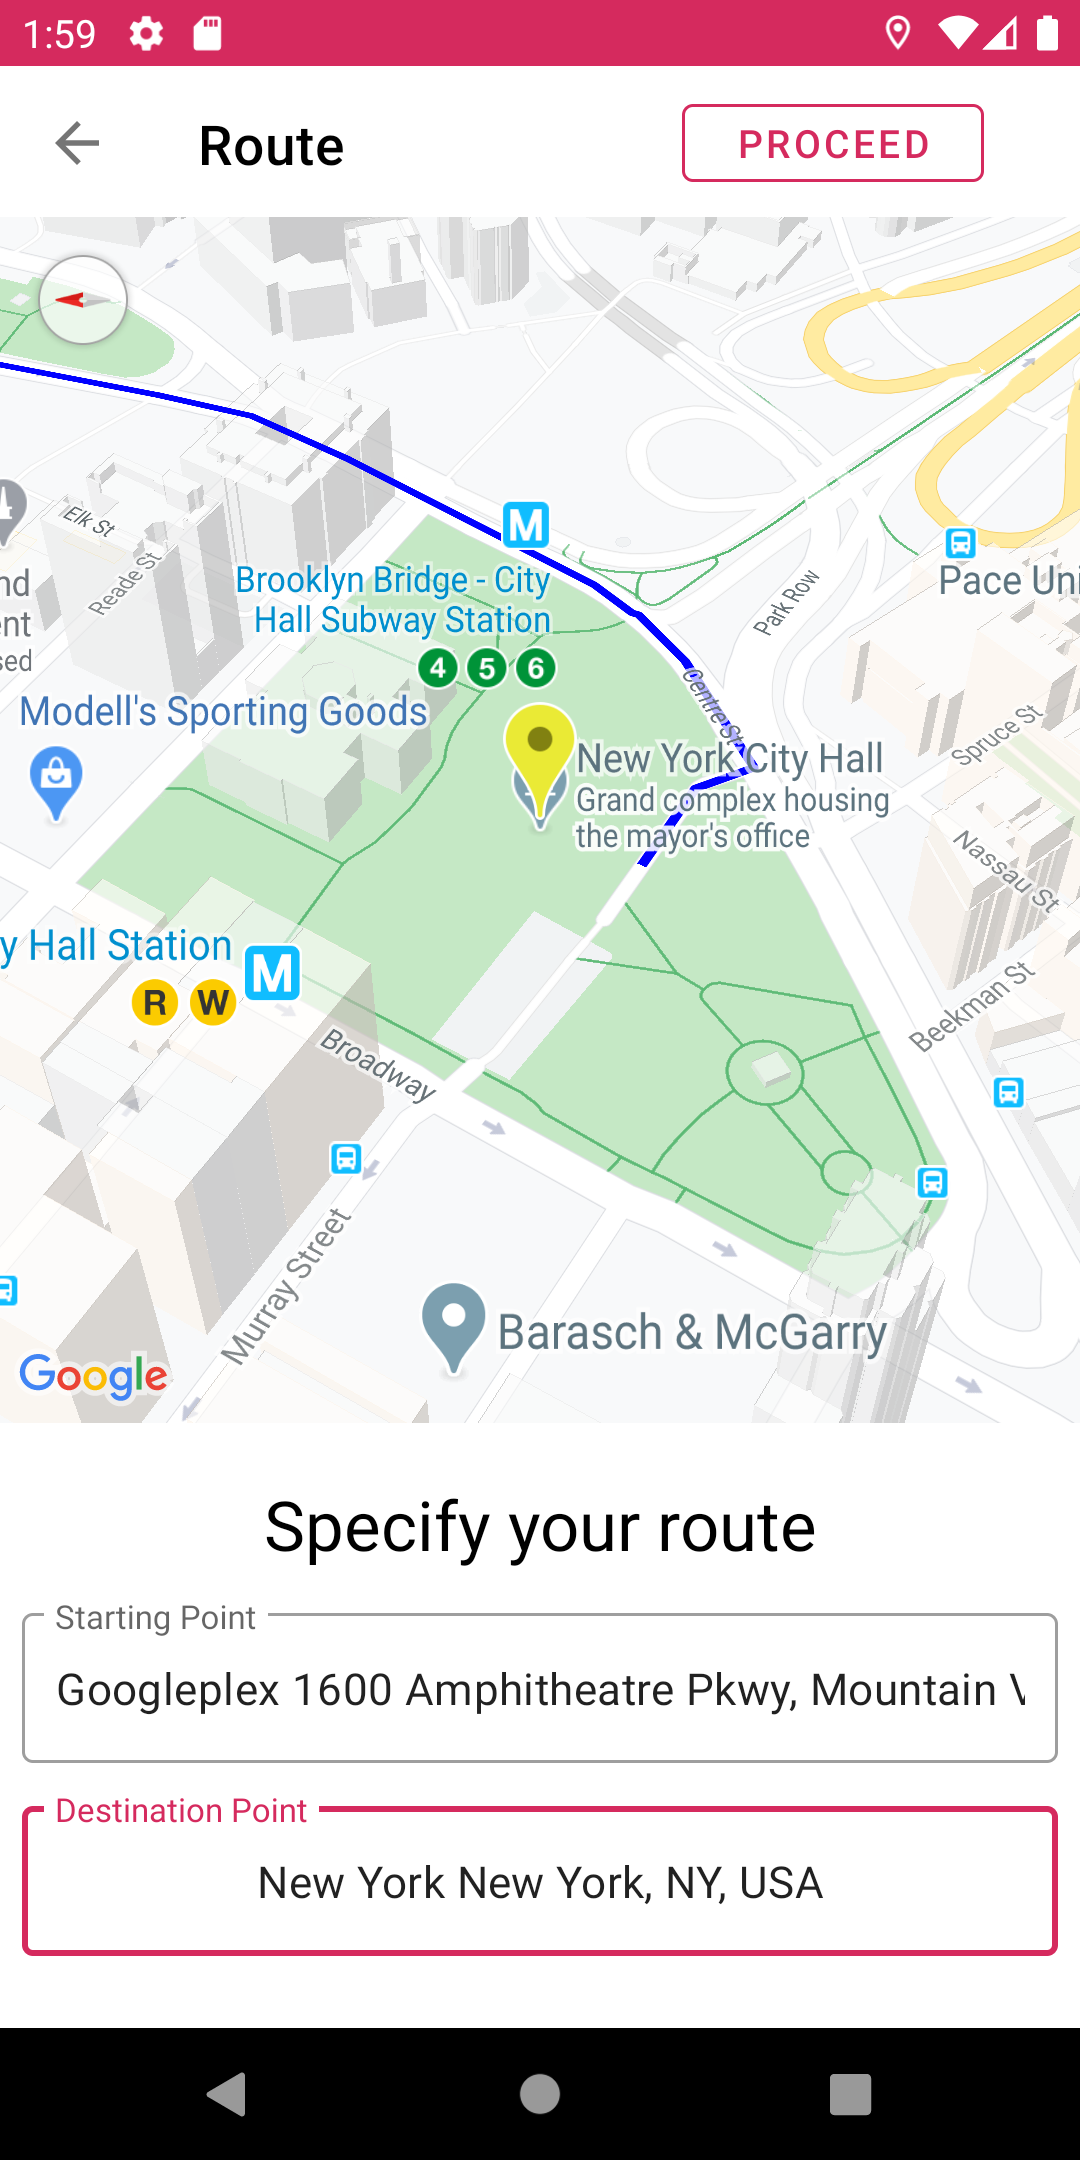 1:59
Route
PROCEED
Elk St
Reade St
nd
ent
sed
M
Brooklyn Bridge - City
Hall Subway Station
4 5 6
Park Row
Pace Uni
Centre St
Spruce St
Modell's Sporting Goods
New York City Hall
Grand complex housing
the mayor's office
Nassau St
y Hall Station
M
R W
Broadway
Beekman St
Murray Street
Barasch & McGarry
Google
Specify your route
Starting Point
Googleplex 1600 Amphitheatre Pkwy, Mountain V
Destination Point
New York New York, NY, USA